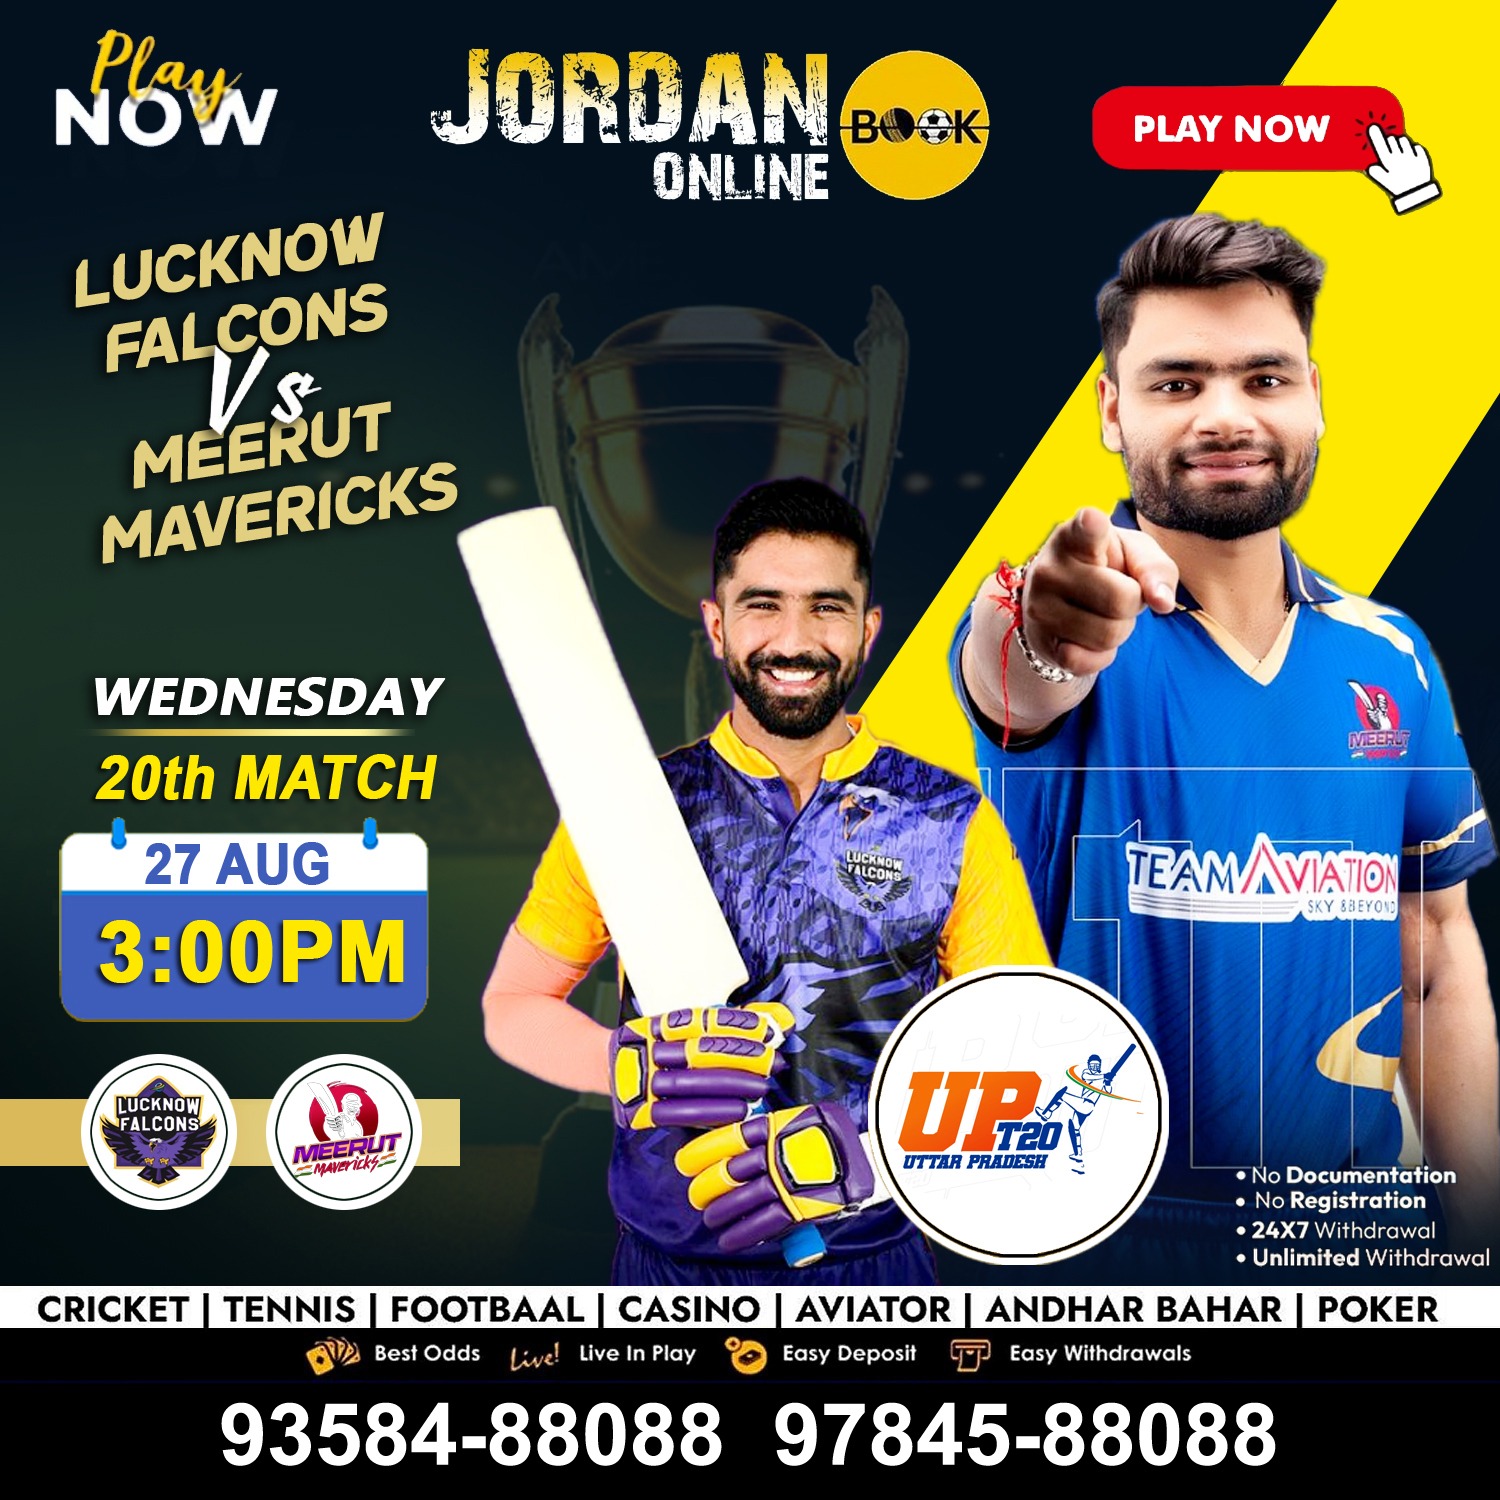 Play
NOW
JORDAN
BOOK
ONLINE
PLAY NOW
LUCKNOW
FALCONS
Vs
MEERUT
MAVERICKS
WEDNESDAY
20th MATCH
27 AUG
3:00PM
LUCKNOW
FALCONS
MEERUT
MAVERICKS
LUCKNOW
FALCONS
MEERUT
TEAM AVIATION
SKY & BEYOND
UP
T20
UTTAR PRADESH
• No Documentation
• No Registration
• 24X7 Withdrawal
• Unlimited Withdrawal
CRICKET | TENNIS | FOOTBAAL | CASINO | AVIATOR | ANDHAR BAHAR | POKER
Best Odds Live! Live In Play Easy Deposit Easy Withdrawals
93584-88088 97845-88088